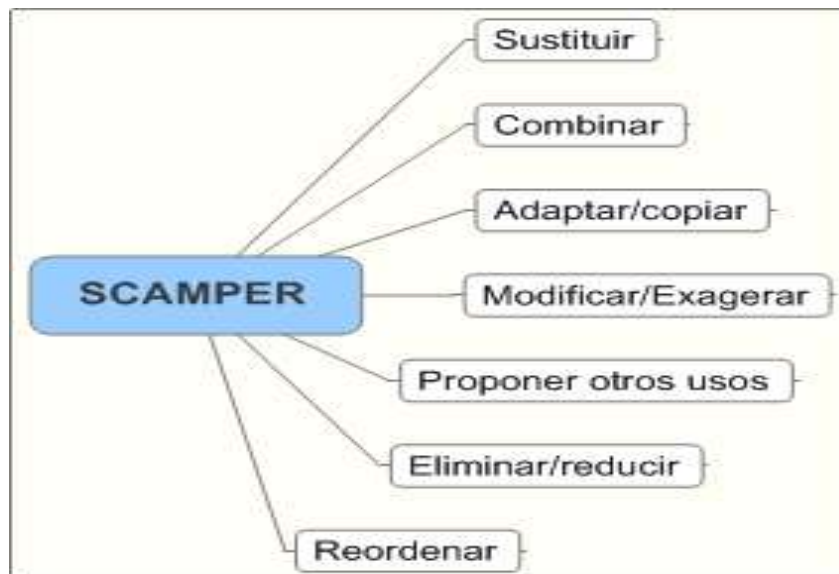 Sustituir
Combinar
Adaptar/copiar
SCAMPER
Modificar/Exagerar
Proponer otros usos
Eliminar/reducir
Reordenar